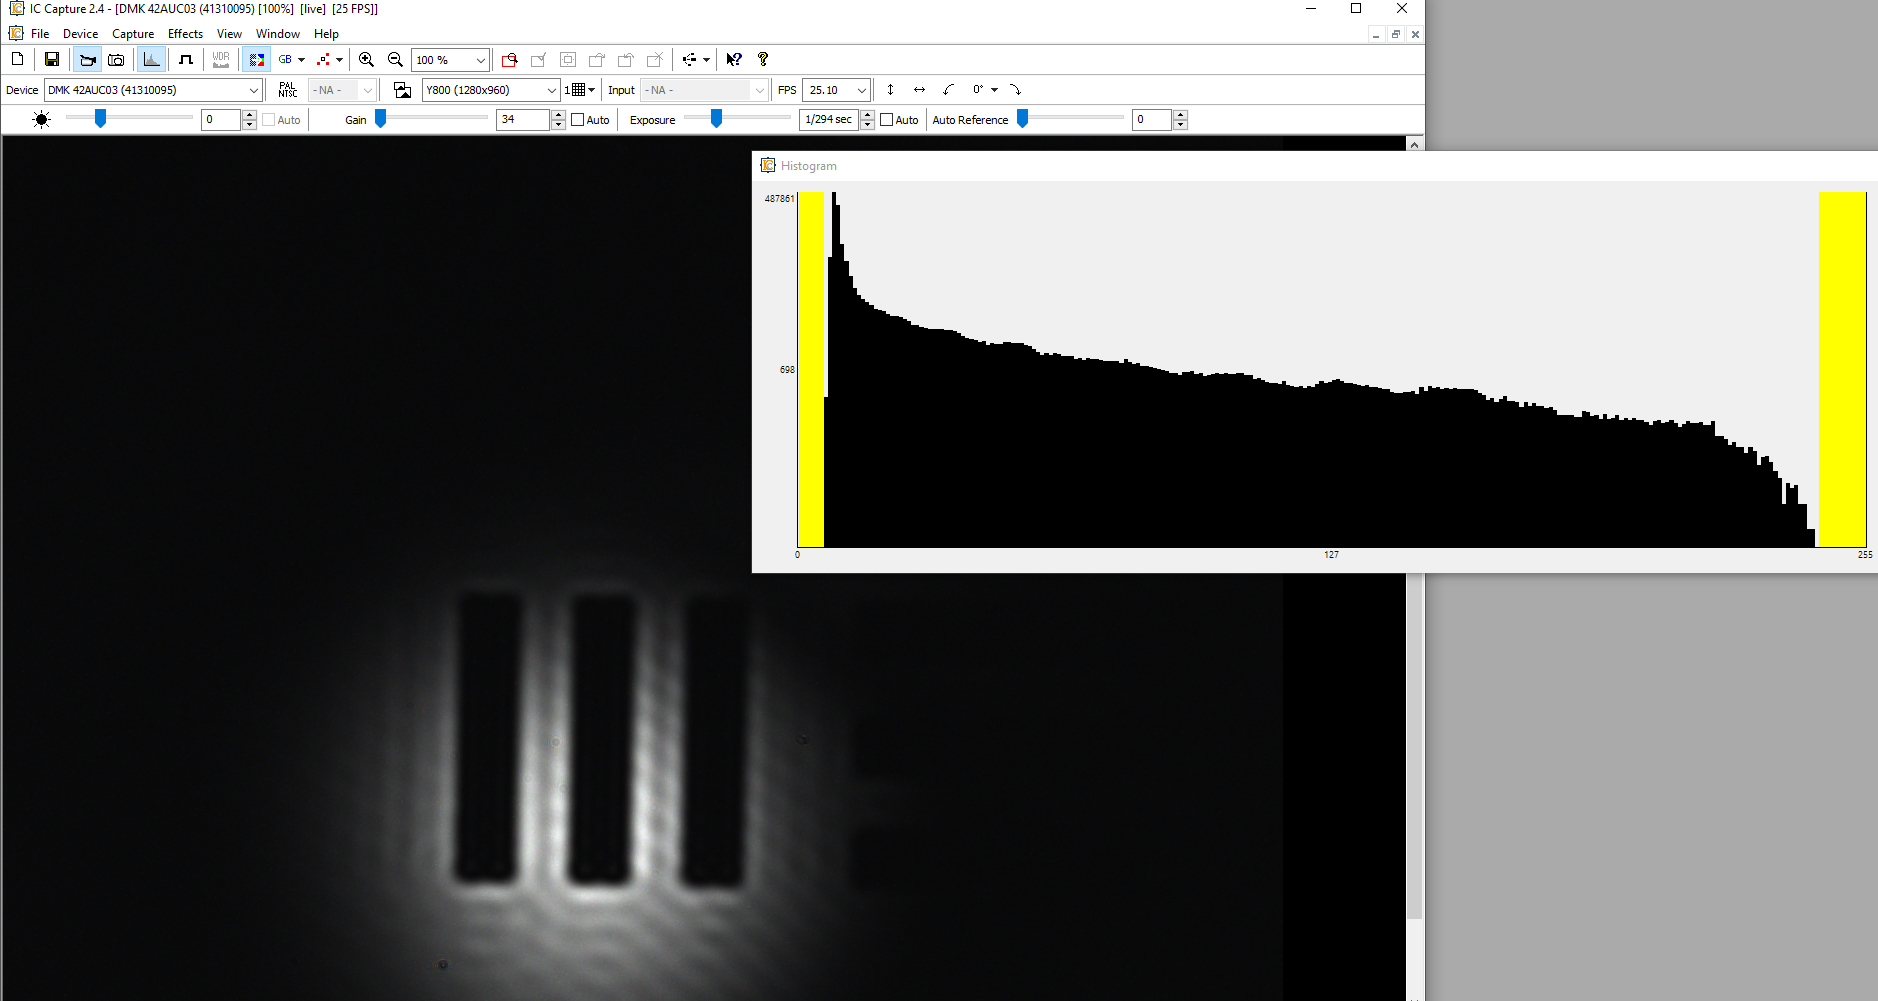 IC Capture 2.4 - [DMK 42AUC03 (41310095) [100%]  [live]  [25 FPS]]
File Device Capture Effects View Window Help
WDR GB 100 %
Device DMK 42AUC03 (41310095) PAL NTSC - NA - Y800 (1280x960) 1 Input - NA - FPS 25.10 0°
0 Auto Gain 34 Auto Exposure 1/294 sec Auto Auto Reference 0
Histogram
487861
698
0 127 255